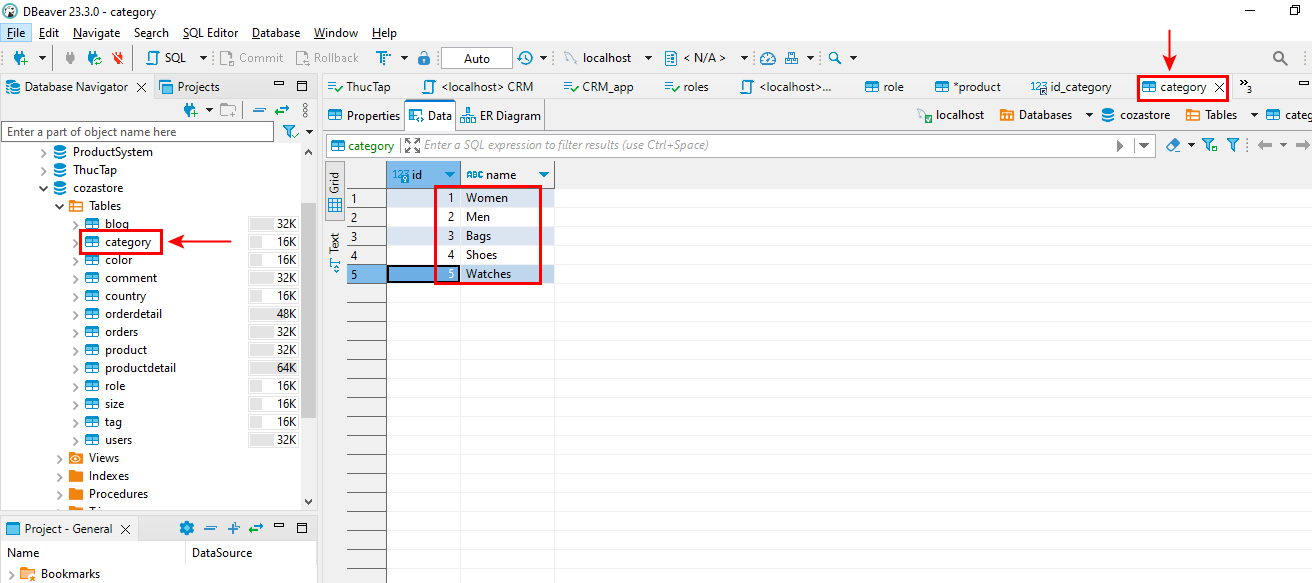 DBeaver 23.3.0 - category
File Edit Navigate Search SQL Editor Database Window Help
SQL Commit Rollback Auto localhost < N/A >
Database Navigator Projects
ThucTap <localhost> CRM CRM_app roles <localhost>... role *product id_category category »3
Enter a part of object name here
Properties Data ER Diagram localhost Databases cozastore Tables categ
category Enter a SQL expression to filter results (use Ctrl+Space)
ProductSystem
ThucTap
cozastore
Tables
blog 32K
category 16K
color 16K
comment 32K
country 16K
orderdetail 48K
orders 32K
product 32K
productdetail 64K
role 16K
size 16K
tag 16K
users 32K
Views
Indexes
Procedures
Grid
Text
123 id ABC name
1 1 Women
2 2 Men
3 3 Bags
4 4 Shoes
5 5 Watches
Project - General
Name DataSource
Bookmarks